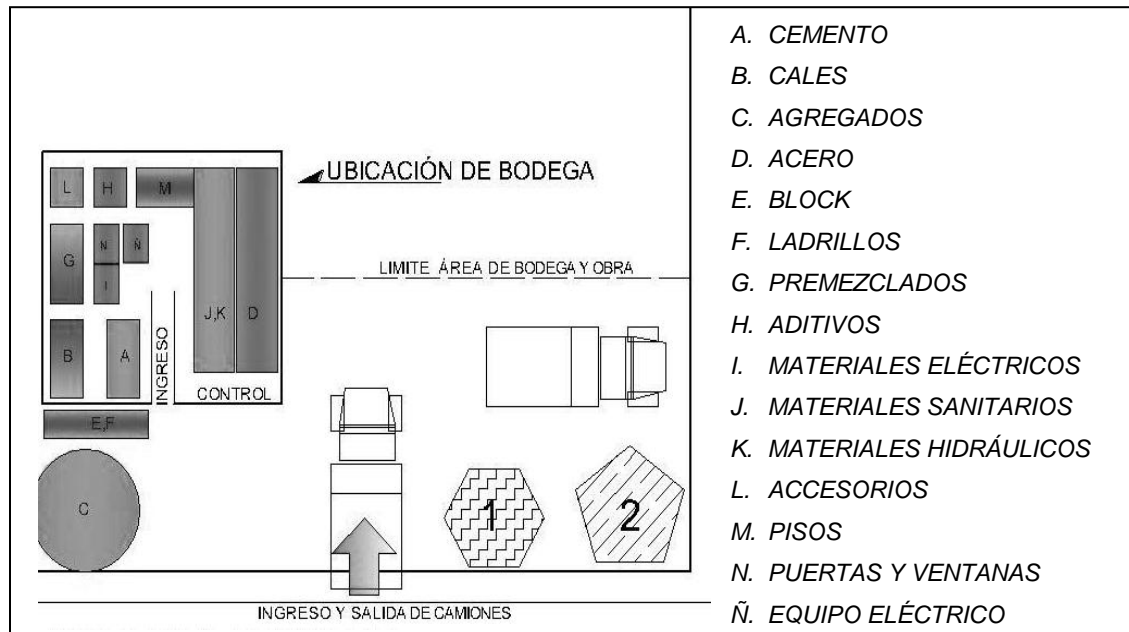 UBICACIÓN DE BODEGA
L H M
G N Ñ
I
LIMITE ÁREA DE BODEGA Y OBRA
J,K D
B A
INGRESO
CONTROL
E,F
C
1 2
INGRESO Y SALIDA DE CAMIONES
A. CEMENTO
B. CALES
C. AGREGADOS
D. ACERO
E. BLOCK
F. LADRILLOS
G. PREMEZCLADOS
H. ADITIVOS
I. MATERIALES ELÉCTRICOS
J. MATERIALES SANITARIOS
K. MATERIALES HIDRÁULICOS
L. ACCESORIOS
M. PISOS
N. PUERTAS Y VENTANAS
Ñ. EQUIPO ELÉCTRICO